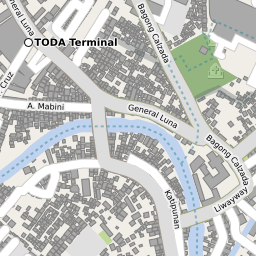 General Luna
Bagong Calzada
TODA Terminal
Cruz
A. Mabini
General Luna
Bagong Calzada
Katipunan
Liwayway